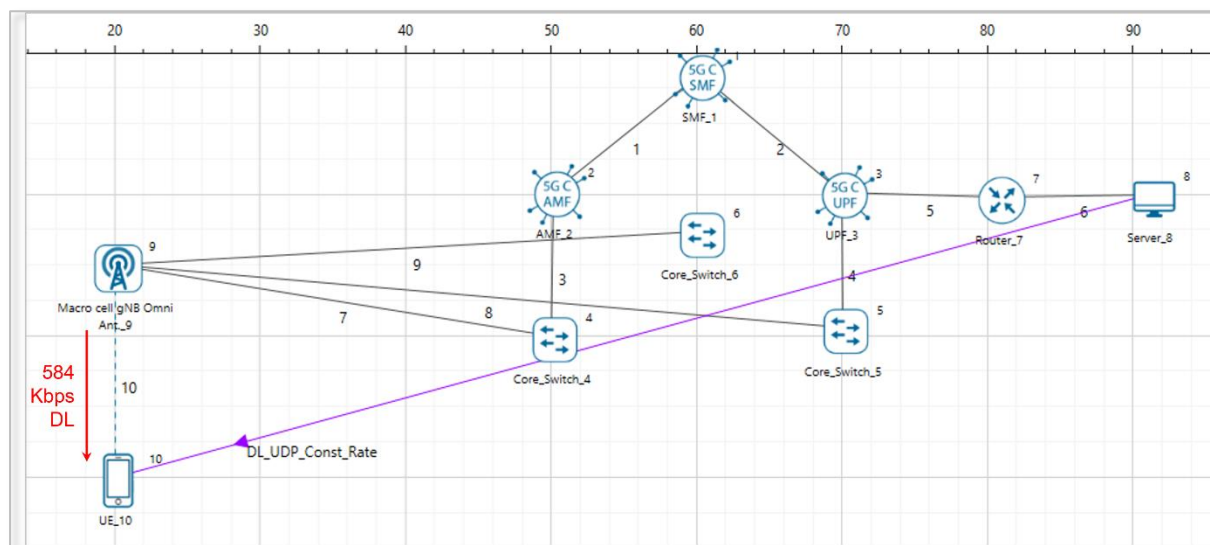 20 30 40 50 60 70 80 90
5G C
SMF
SMF_1
1
2
2
5G C
AMF
AMF_2
3
5G C
UPF
UPF_3
5
7
Router_7
6
8
Server_8
6
Core_Switch_6
9
Macro cell gNB Omni
Ant._9
9
3
4
7
8
4
Core_Switch_4
5
Core_Switch_5
584
Kbps
DL
10
DL_UDP_Const_Rate
10
UE_10